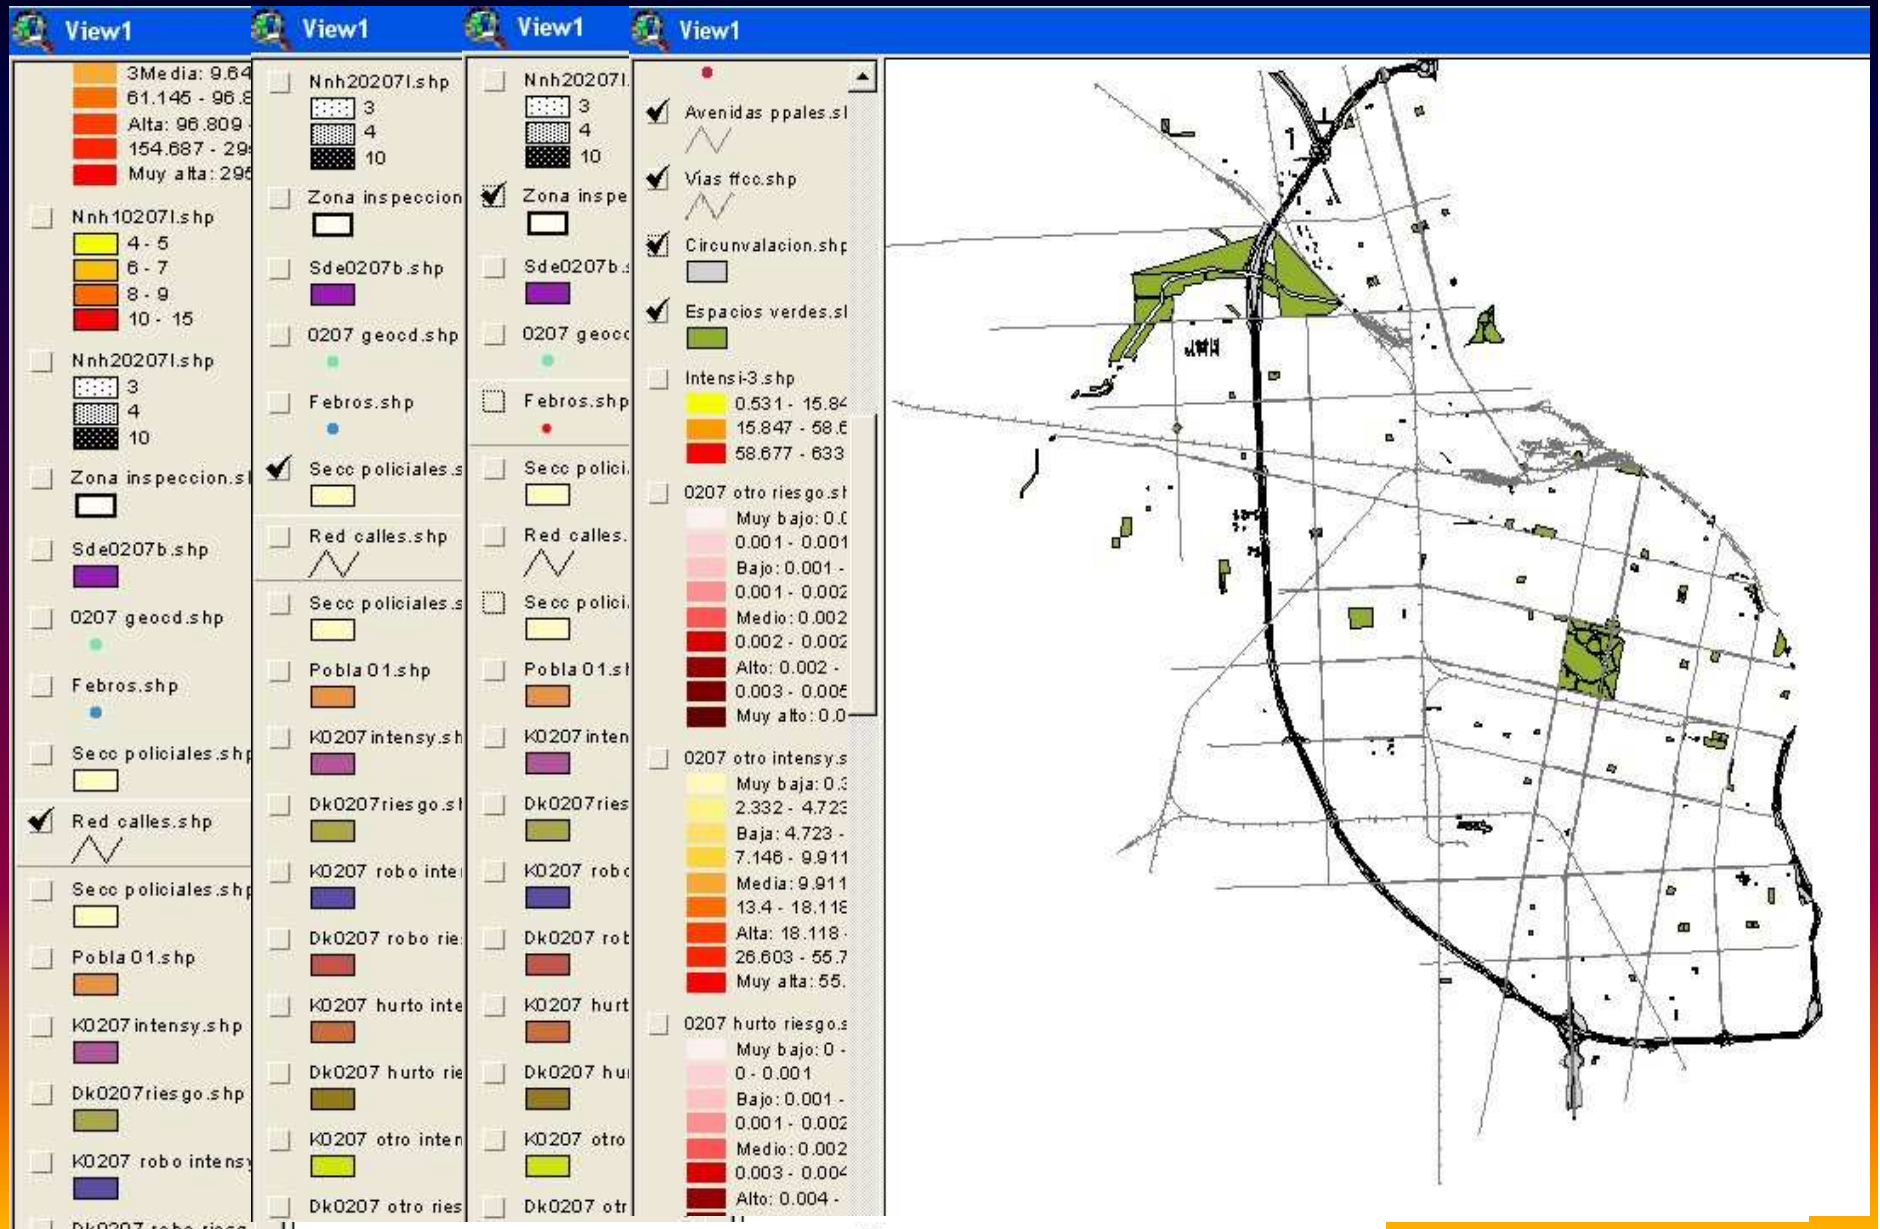 View1
3Media: 9.64
61.145 - 96.8
Alta: 96.809 -
154.687 - 29
Muy alta: 295
Nnh10207l.shp
4 - 5
6 - 7
8 - 9
10 - 15
Nnh20207l.shp
3
4
10
Zona inspeccion.s
Sde0207b.shp
0207 geocd.shp
Febros.shp
Secc policiales.shp
Red calles.shp
Secc policiales.shp
Pobla01.shp
K0207intensy.shp
Dk0207riesgo.shp
K0207 robo intensy
View1
Nnh20207l.shp
3
4
10
Zona inspeccion
Sde0207b.shp
0207 geocd.shp
Febros.shp
Secc policiales.s
Red calles.shp
Secc policiales.s
Pobla01.shp
K0207intensy.sh
Dk0207riesgo.sh
K0207 robo inte
Dk0207 robo rie
K0207 hurto inte
Dk0207 hurto rie
K0207 otro inten
Dk0207 otro ries
View1
Nnh20207l.
3
4
10
Zona inspe
Sde0207b.s
0207 geoco
Febros.shp
Secc polici.
Red calles.
Secc polici.
Pobla01.sh
K0207inten
Dk0207ries
K0207 robo
Dk0207 rob
K0207 hurt
Dk0207 hur
K0207 otro
Dk0207 otr
View1
Avenidas ppales.sh
Vias ffcc.shp
Circunvalacion.shp
Espacios verdes.sh
Intensi-3.shp
0.531 - 15.84
15.847 - 58.6
58.677 - 633
0207 otro riesgo.sh
Muy bajo: 0.0
0.001 - 0.001
Bajo: 0.001 -
0.001 - 0.002
Medio: 0.002
0.002 - 0.002
Alto: 0.002 -
0.003 - 0.005
Muy alto: 0.0
0207 otro intensy.s
Muy baja: 0.3
2.332 - 4.723
Baja: 4.723 -
7.146 - 9.911
Media: 9.911
13.4 - 18.118
Alta: 18.118 -
26.603 - 55.7
Muy alta: 55.
0207 hurto riesgo.s
Muy bajo: 0 -
0 - 0.001
Bajo: 0.001 -
0.001 - 0.002
Medio: 0.002
0.003 - 0.004
Alto: 0.004 -